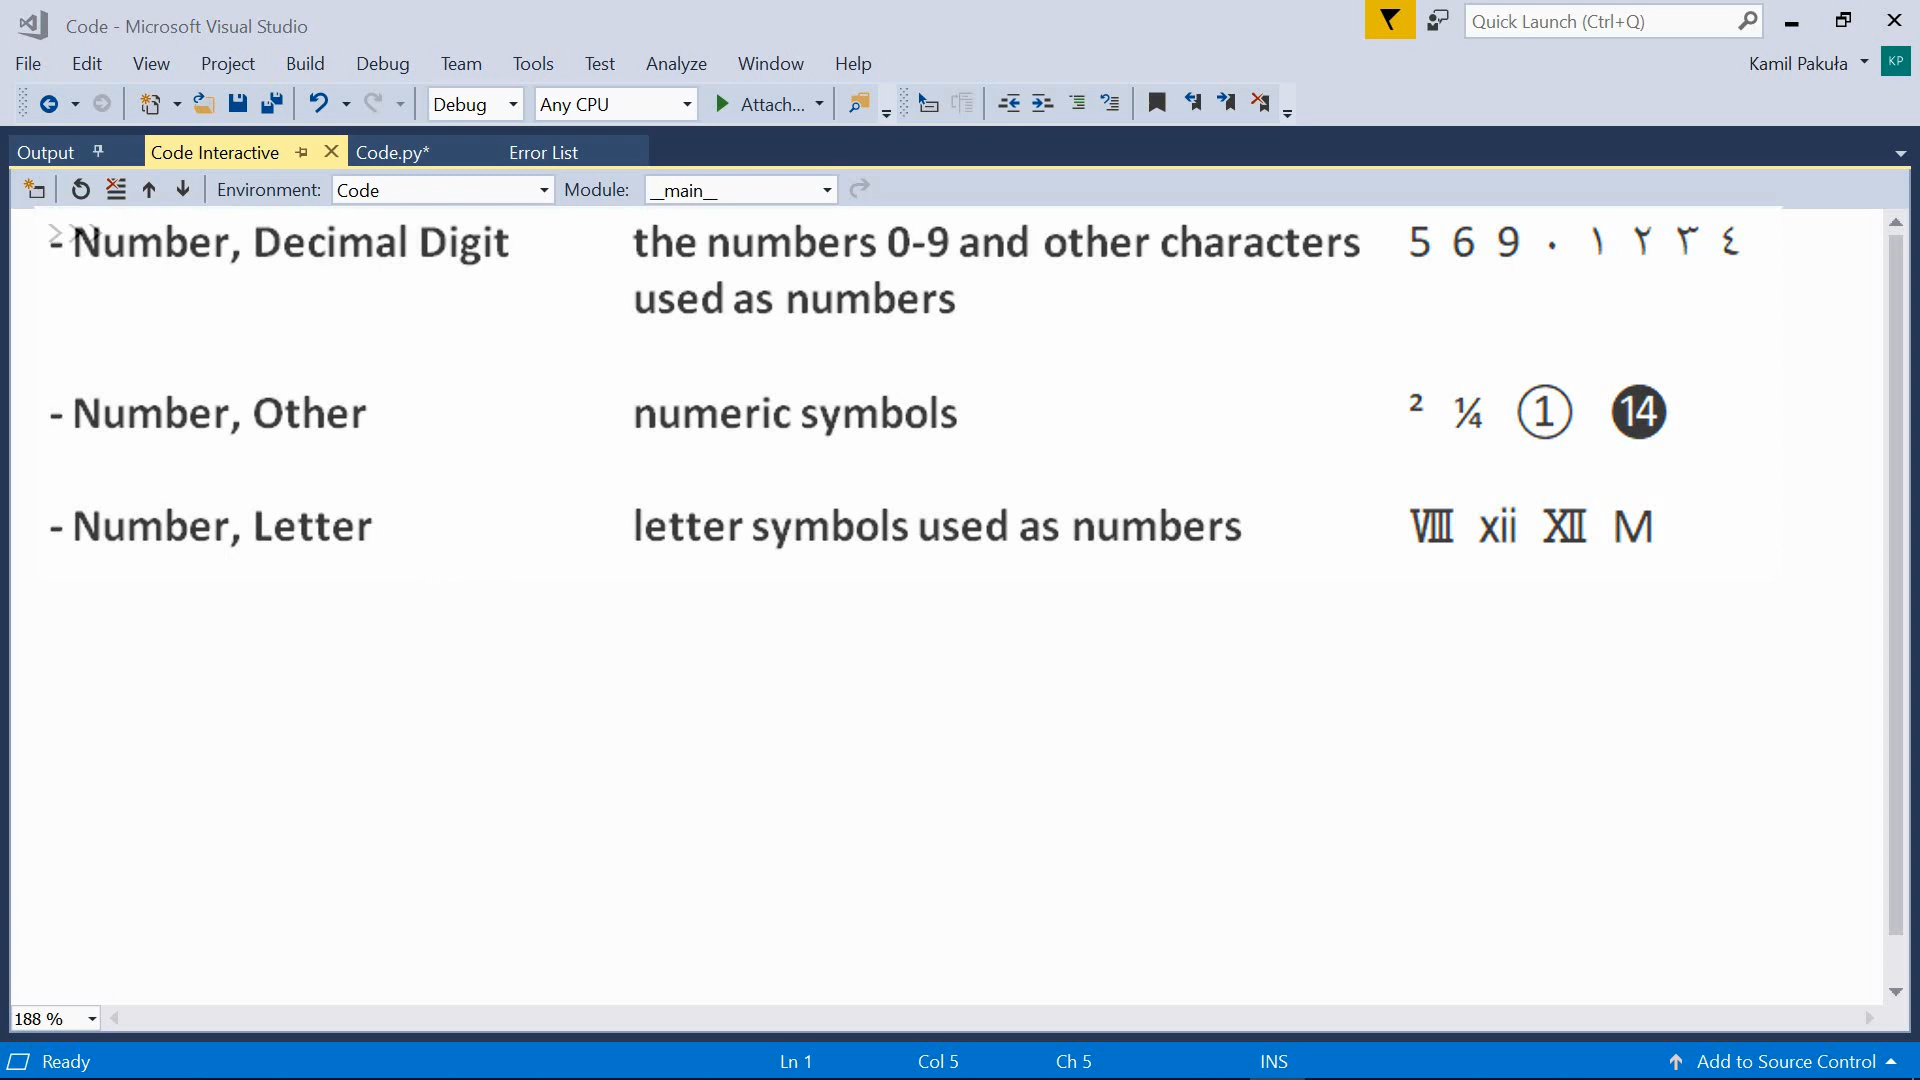 Code - Microsoft Visual Studio
Quick Launch (Ctrl+Q)
File Edit View Project Build Debug Team Tools Test Analyze Window Help
Kamil Pakuła KP
Debug Any CPU Attach...
Output Code Interactive Code.py* Error List
Environment: Code Module: __main__
- Number, Decimal Digit the numbers 0-9 and other characters 5 6 9 ٠ ١ ٢ ٣ ٤
used as numbers
- Number, Other numeric symbols ² ¼ ① ⓮
- Number, Letter letter symbols used as numbers Ⅷ ⅻ Ⅻ Ⅿ
188 %
Ready Ln 1 Col 5 Ch 5 INS Add to Source Control